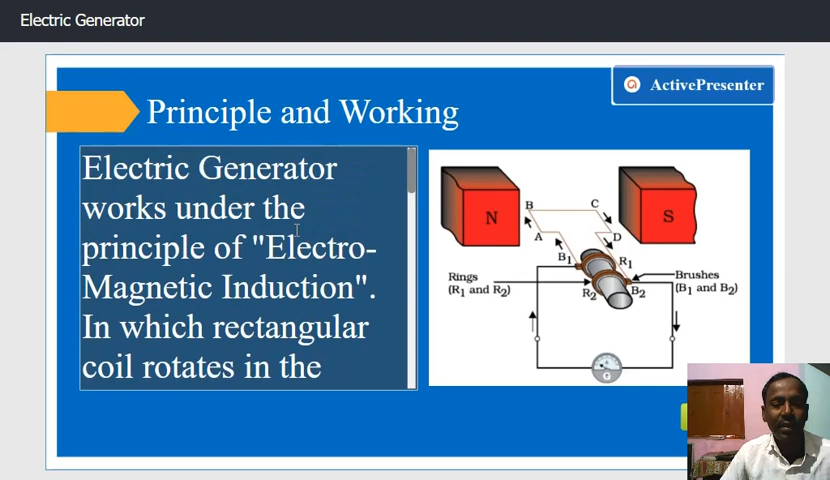 Electric Generator
ActivePresenter
Principle and Working
Electric Generator
works under the
principle of "Electro-
Magnetic Induction".
In which rectangular
coil rotates in the
N
S
B
C
A
D
B1
R1
Rings
(R1 and R2)
R2
B2
Brushes
(B1 and B2)
G